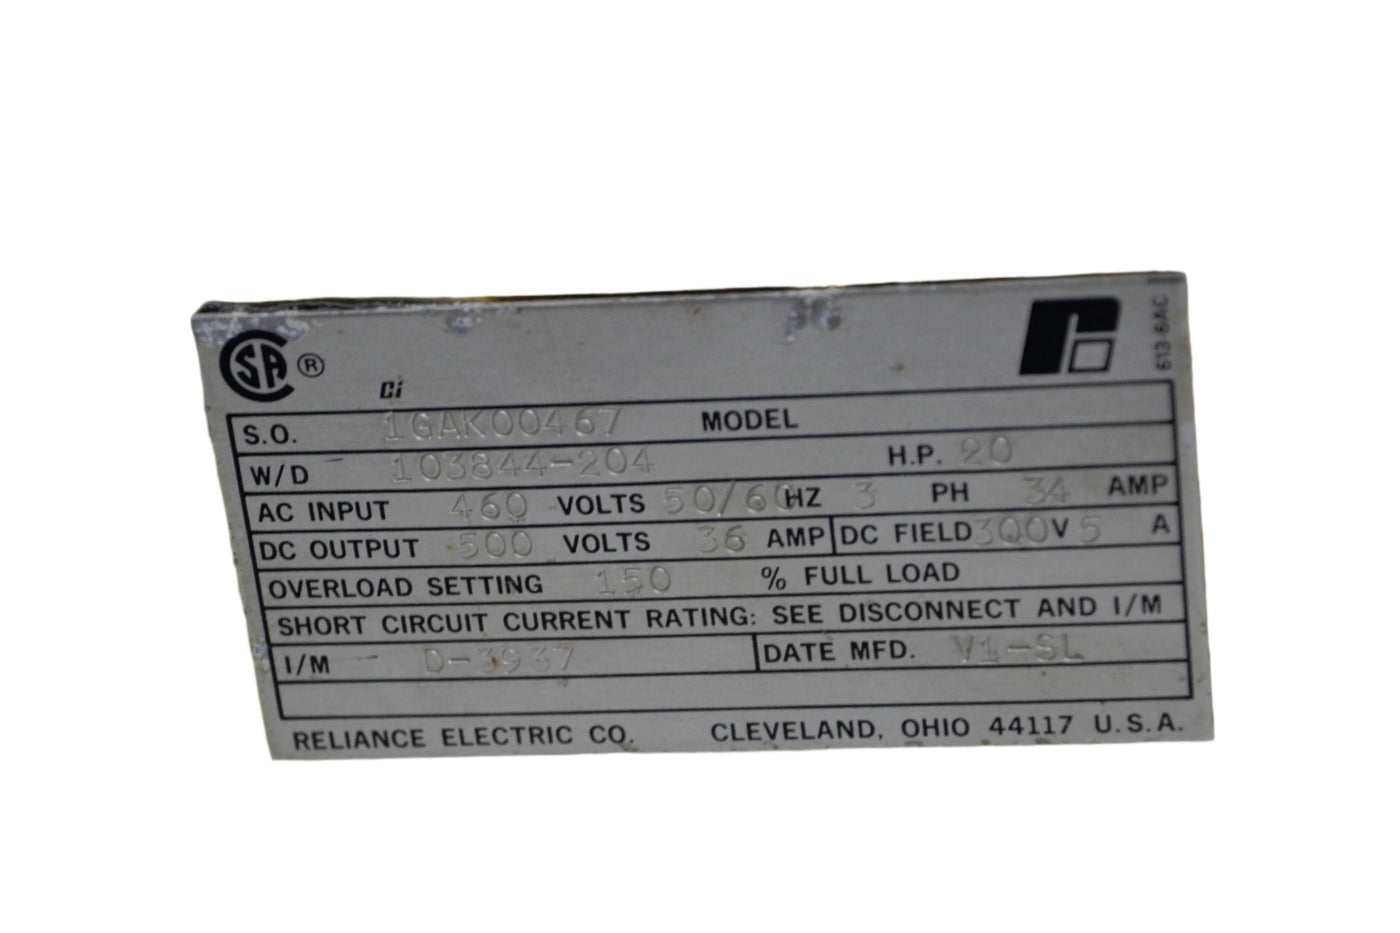 SA ®
613-6AC
Ci
S.O. 1GAK00467 MODEL
W/D - 103844-204 H.P. 20
AC INPUT 460 VOLTS 50/60 HZ 3 PH 34 AMP
DC OUTPUT 500 VOLTS 36 AMP DC FIELD 300 V 5 A
OVERLOAD SETTING 150 % FULL LOAD
SHORT CIRCUIT CURRENT RATING: SEE DISCONNECT AND I/M
I/M - D-3937 DATE MFD. V1-SL
RELIANCE ELECTRIC CO. CLEVELAND, OHIO 44117 U.S.A.